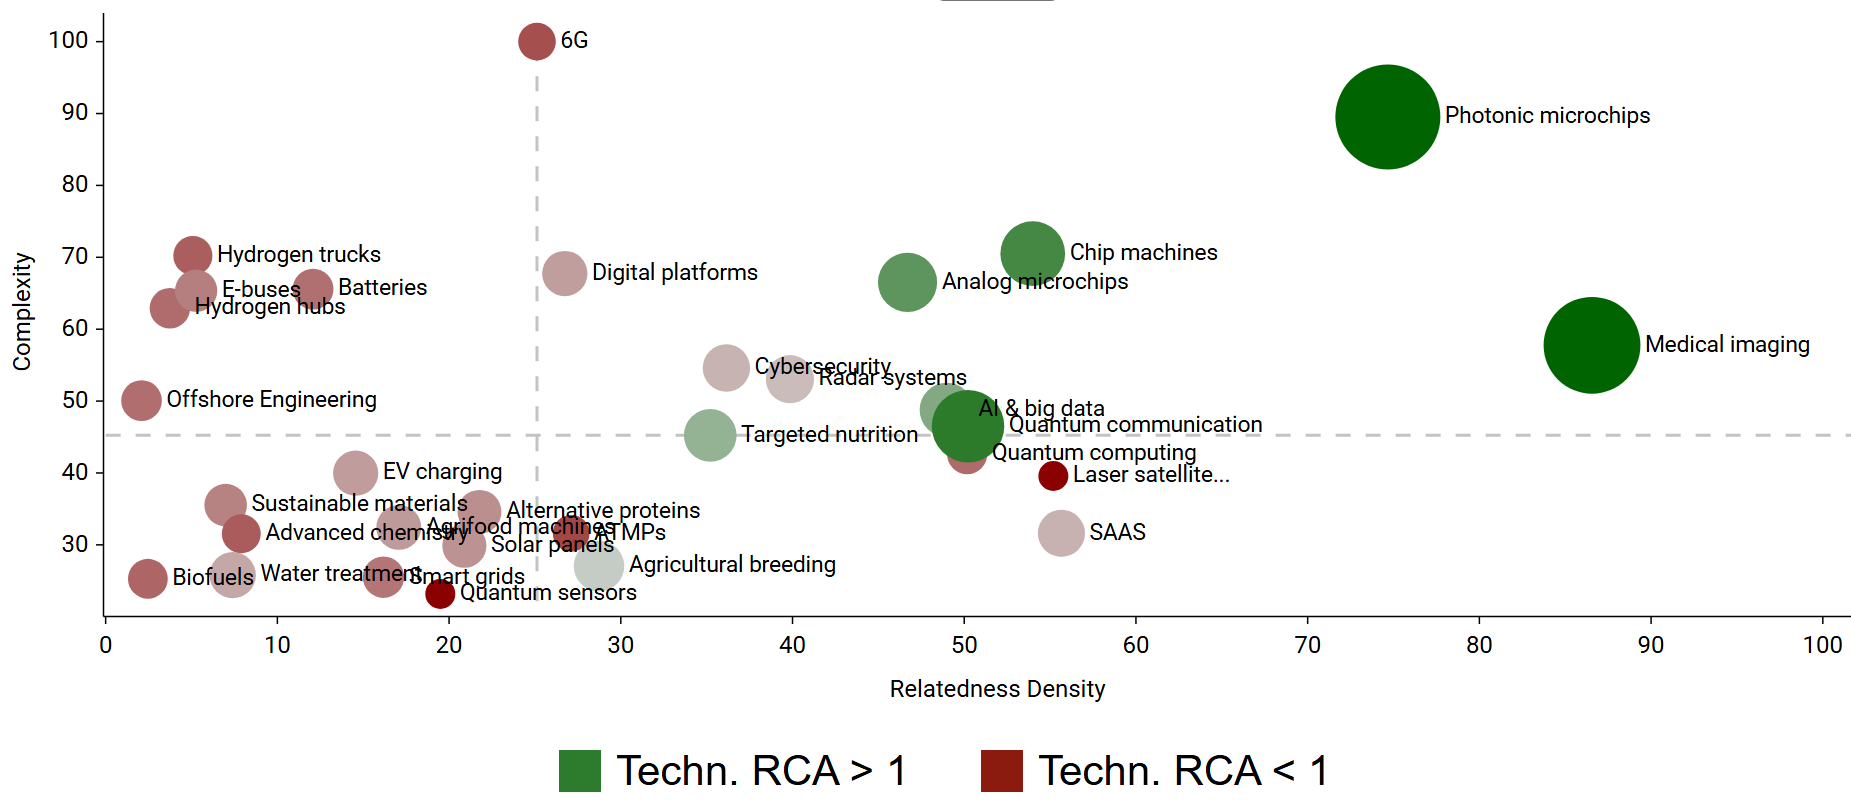 100
6G
90
Photonic microchips
80
70
Hydrogen trucks
Chip machines
Digital platforms
Analog microchips
E-buses
Batteries
Hydrogen hubs
60
Medical imaging
Complexity
Cybersecurity
Radar systems
50
Offshore Engineering
AI & big data
Quantum communication
Targeted nutrition
Quantum computing
40
EV charging
Laser satellite...
Sustainable materials
Alternative proteins
Agrifood machines
Advanced chemistry
ATMPs
SAAS
30
Solar panels
Agricultural breeding
Biofuels
Water treatment
Smart grids
Quantum sensors
0 10 20 30 40 50 60 70 80 90 100
Relatedness Density
Techn. RCA > 1
Techn. RCA < 1